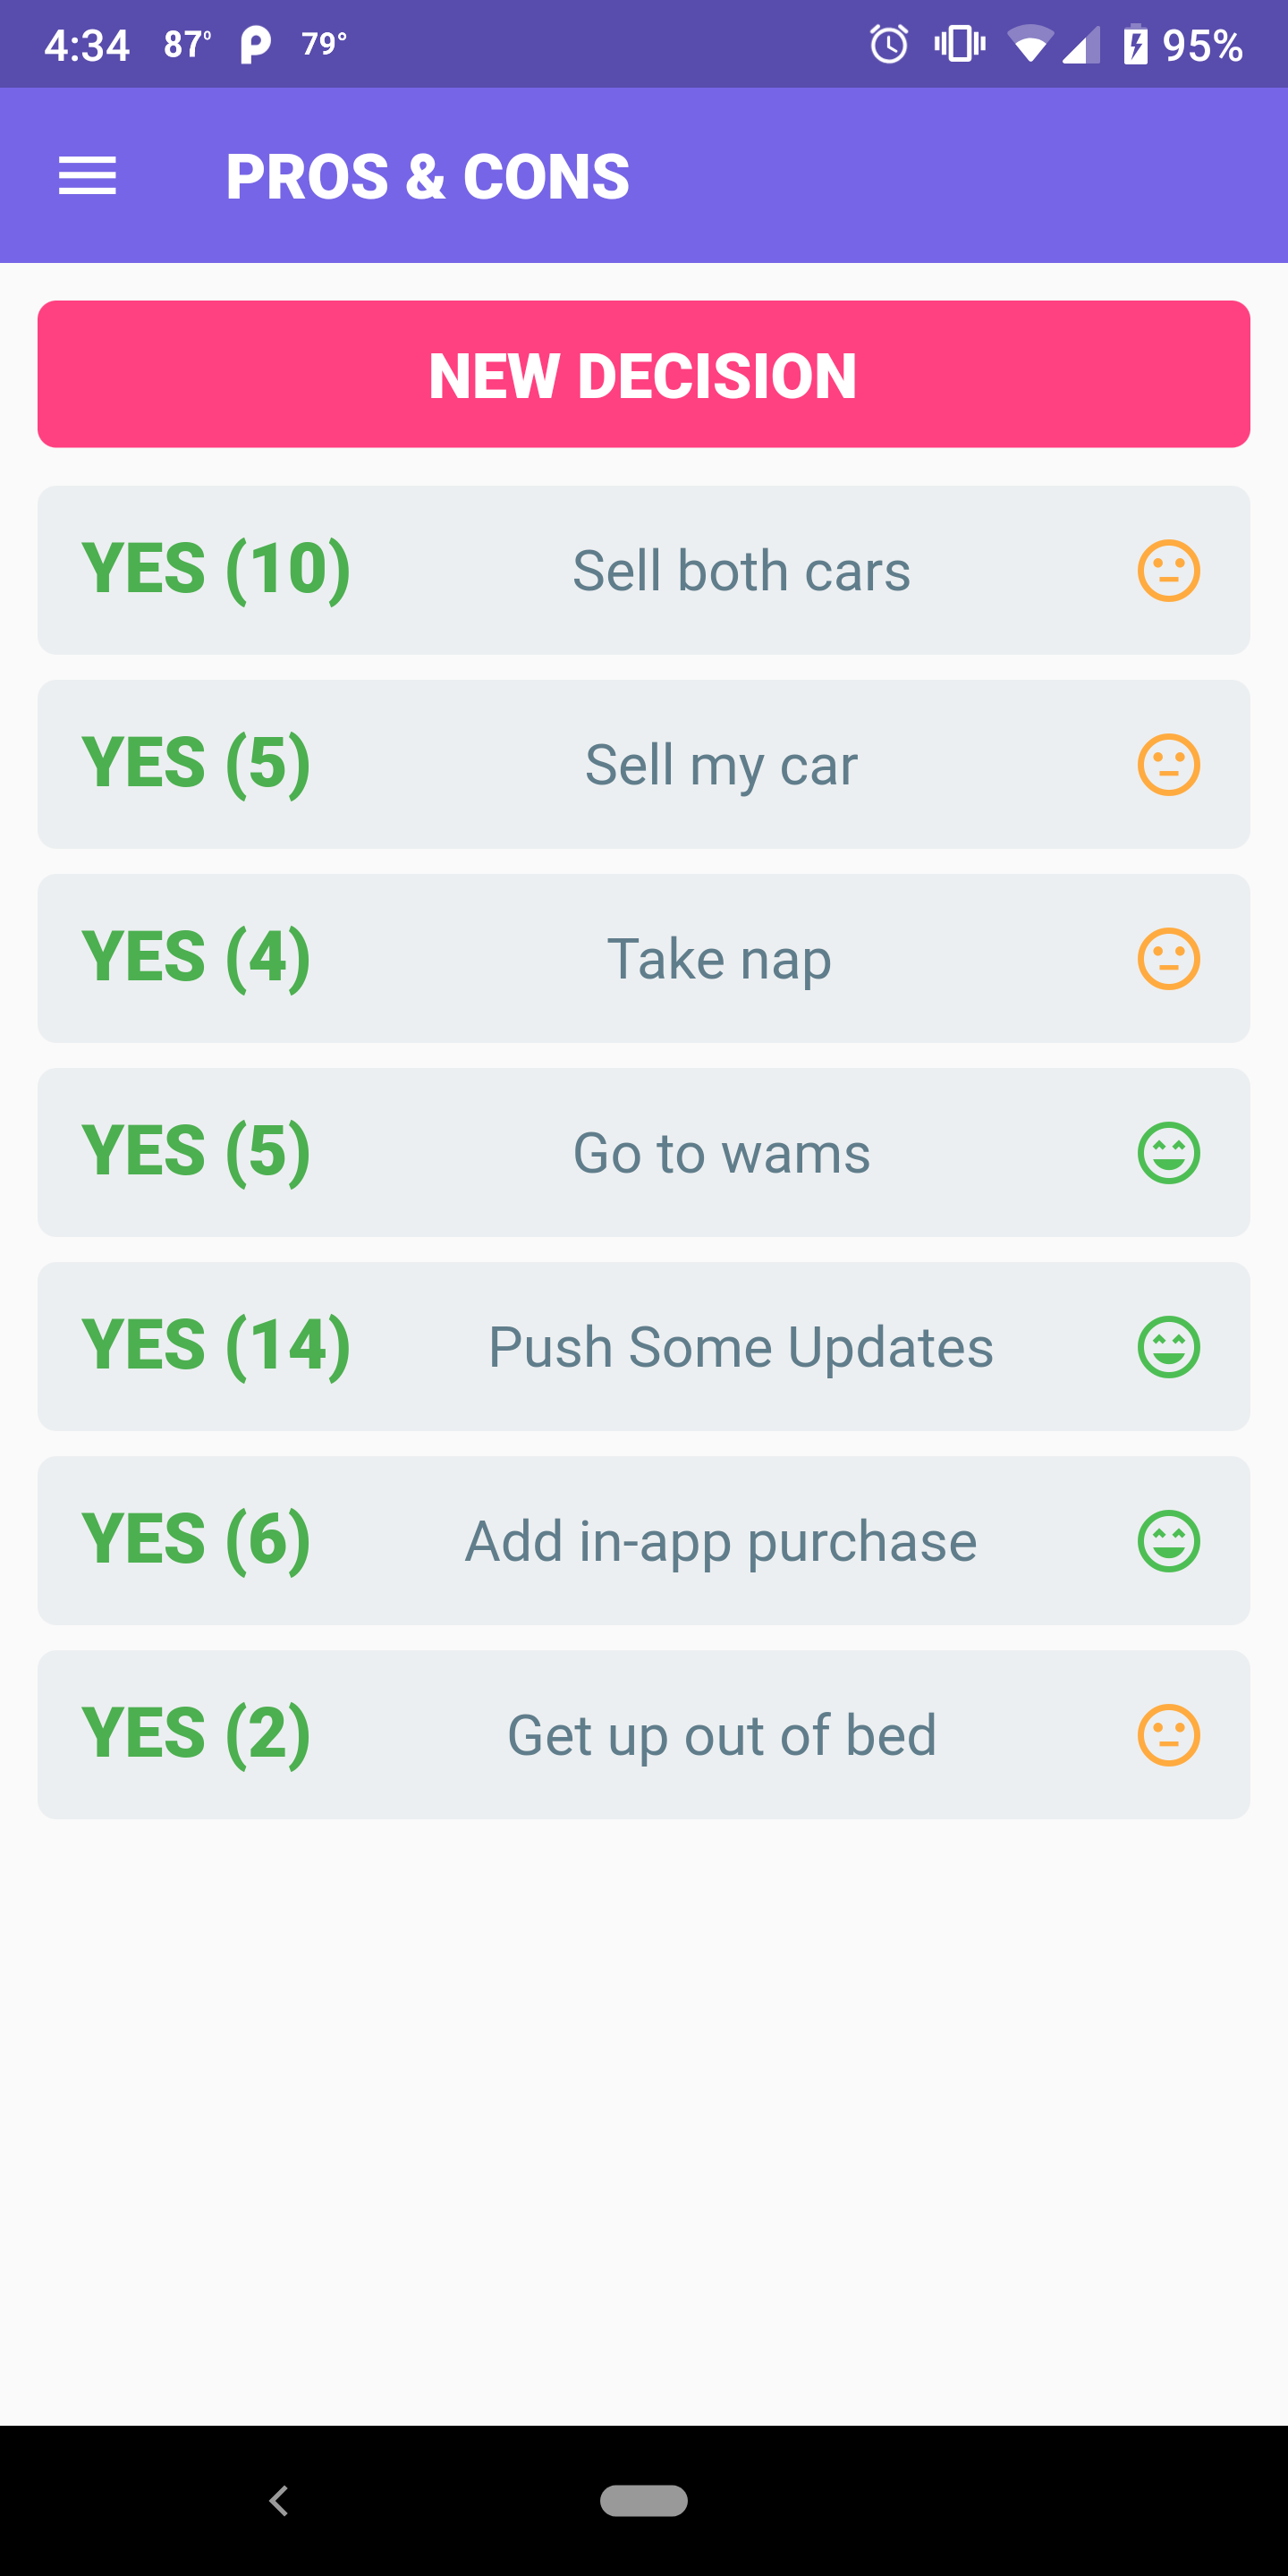 4:34 87° 79° 95%
PROS & CONS
NEW DECISION
YES (10) Sell both cars
YES (5) Sell my car
YES (4) Take nap
YES (5) Go to wams
YES (14) Push Some Updates
YES (6) Add in-app purchase
YES (2) Get up out of bed